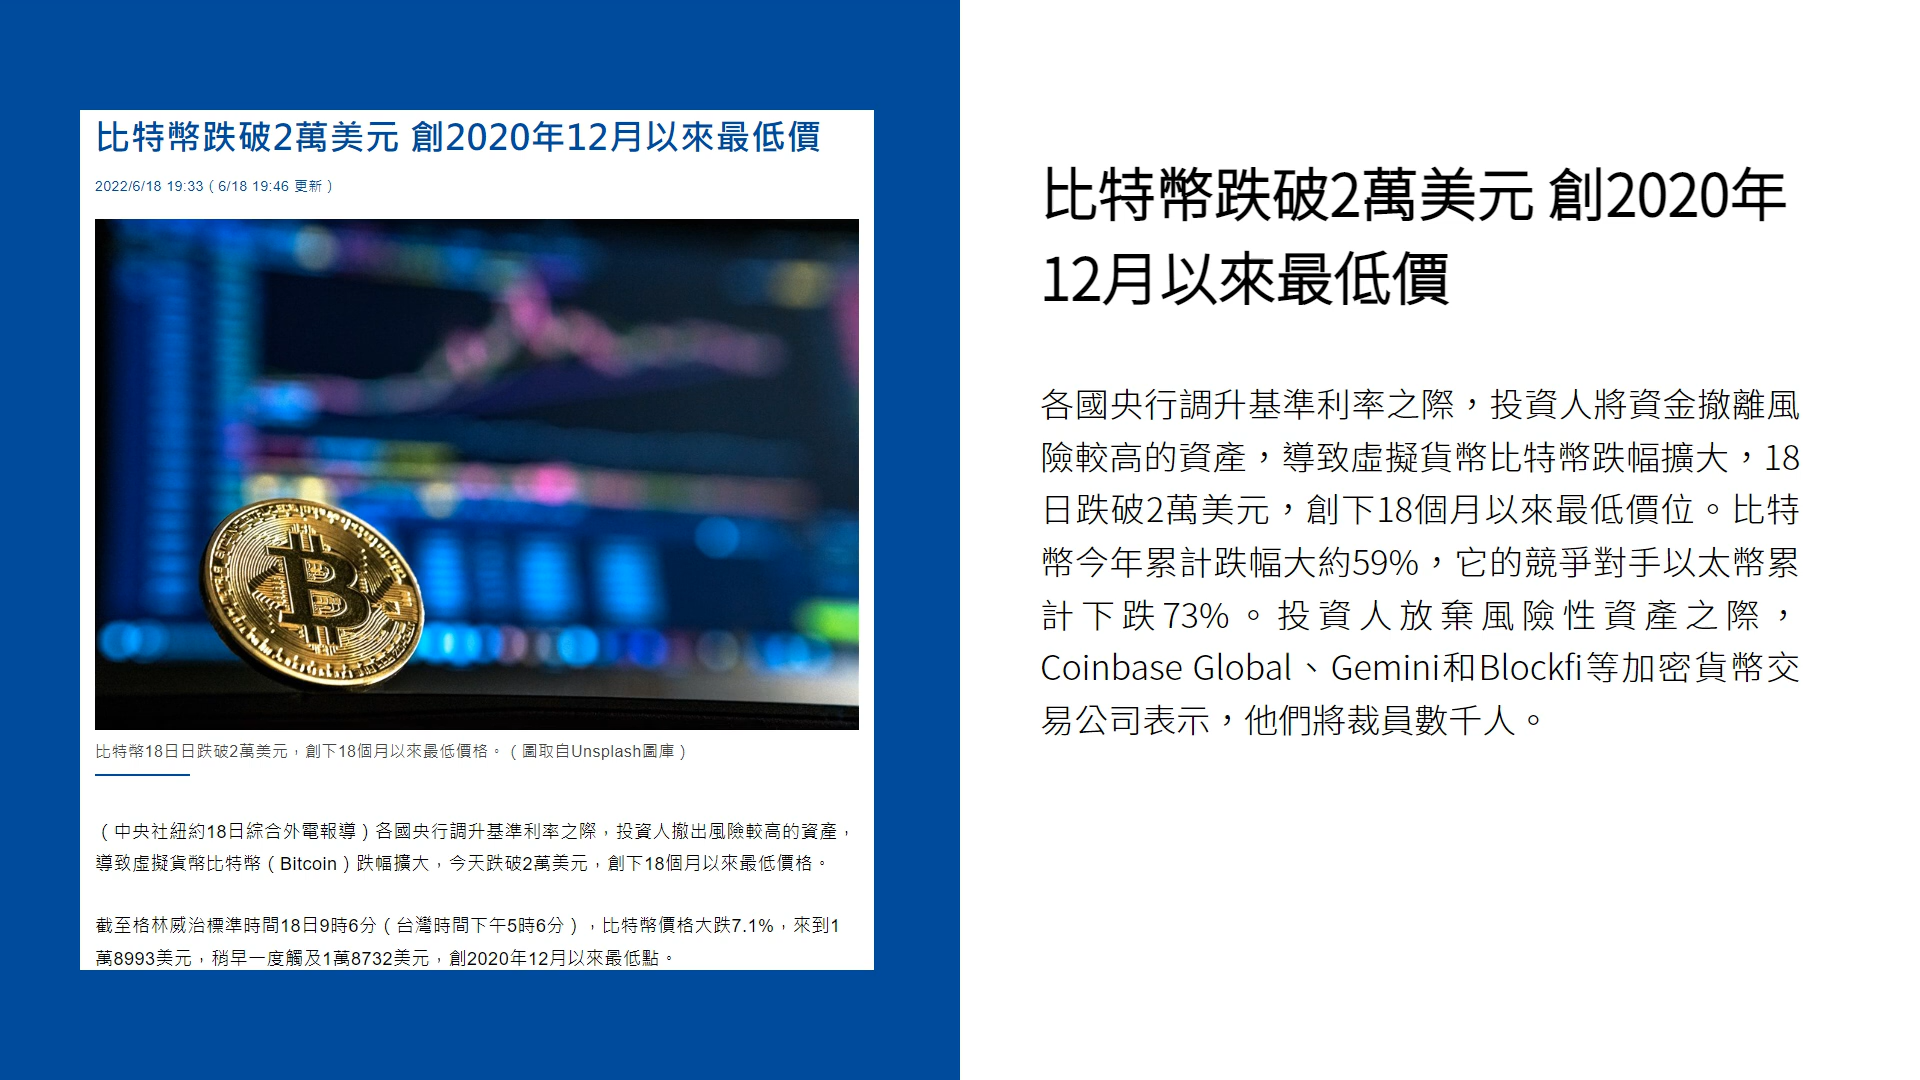 比特幣跌破2萬美元 創2020年12月以來最低價
2022/6/18 19:33（6/18 19:46 更新）
比特幣18日日跌破2萬美元，創下18個月以來最低價格。（圖取自Unsplash圖庫）
（中央社紐約18日綜合外電報導）各國央行調升基準利率之際，投資人撤出風險較高的資產，
導致虛擬貨幣比特幣（Bitcoin）跌幅擴大，今天跌破2萬美元，創下18個月以來最低價格。
截至格林威治標準時間18日9時6分（台灣時間下午5時6分），比特幣價格大跌7.1%，來到1
萬8993美元，稍早一度觸及1萬8732美元，創2020年12月以來最低點。
比特幣跌破2萬美元 創2020年
12月以來最低價
各國央行調升基準利率之際，投資人將資金撤離風
險較高的資產，導致虛擬貨幣比特幣跌幅擴大，18
日跌破2萬美元，創下18個月以來最低價位。比特
幣今年累計跌幅大約59%，它的競爭對手以太幣累
計下跌73%。投資人放棄風險性資產之際，
Coinbase Global、Gemini和Blockfi等加密貨幣交
易公司表示，他們將裁員數千人。